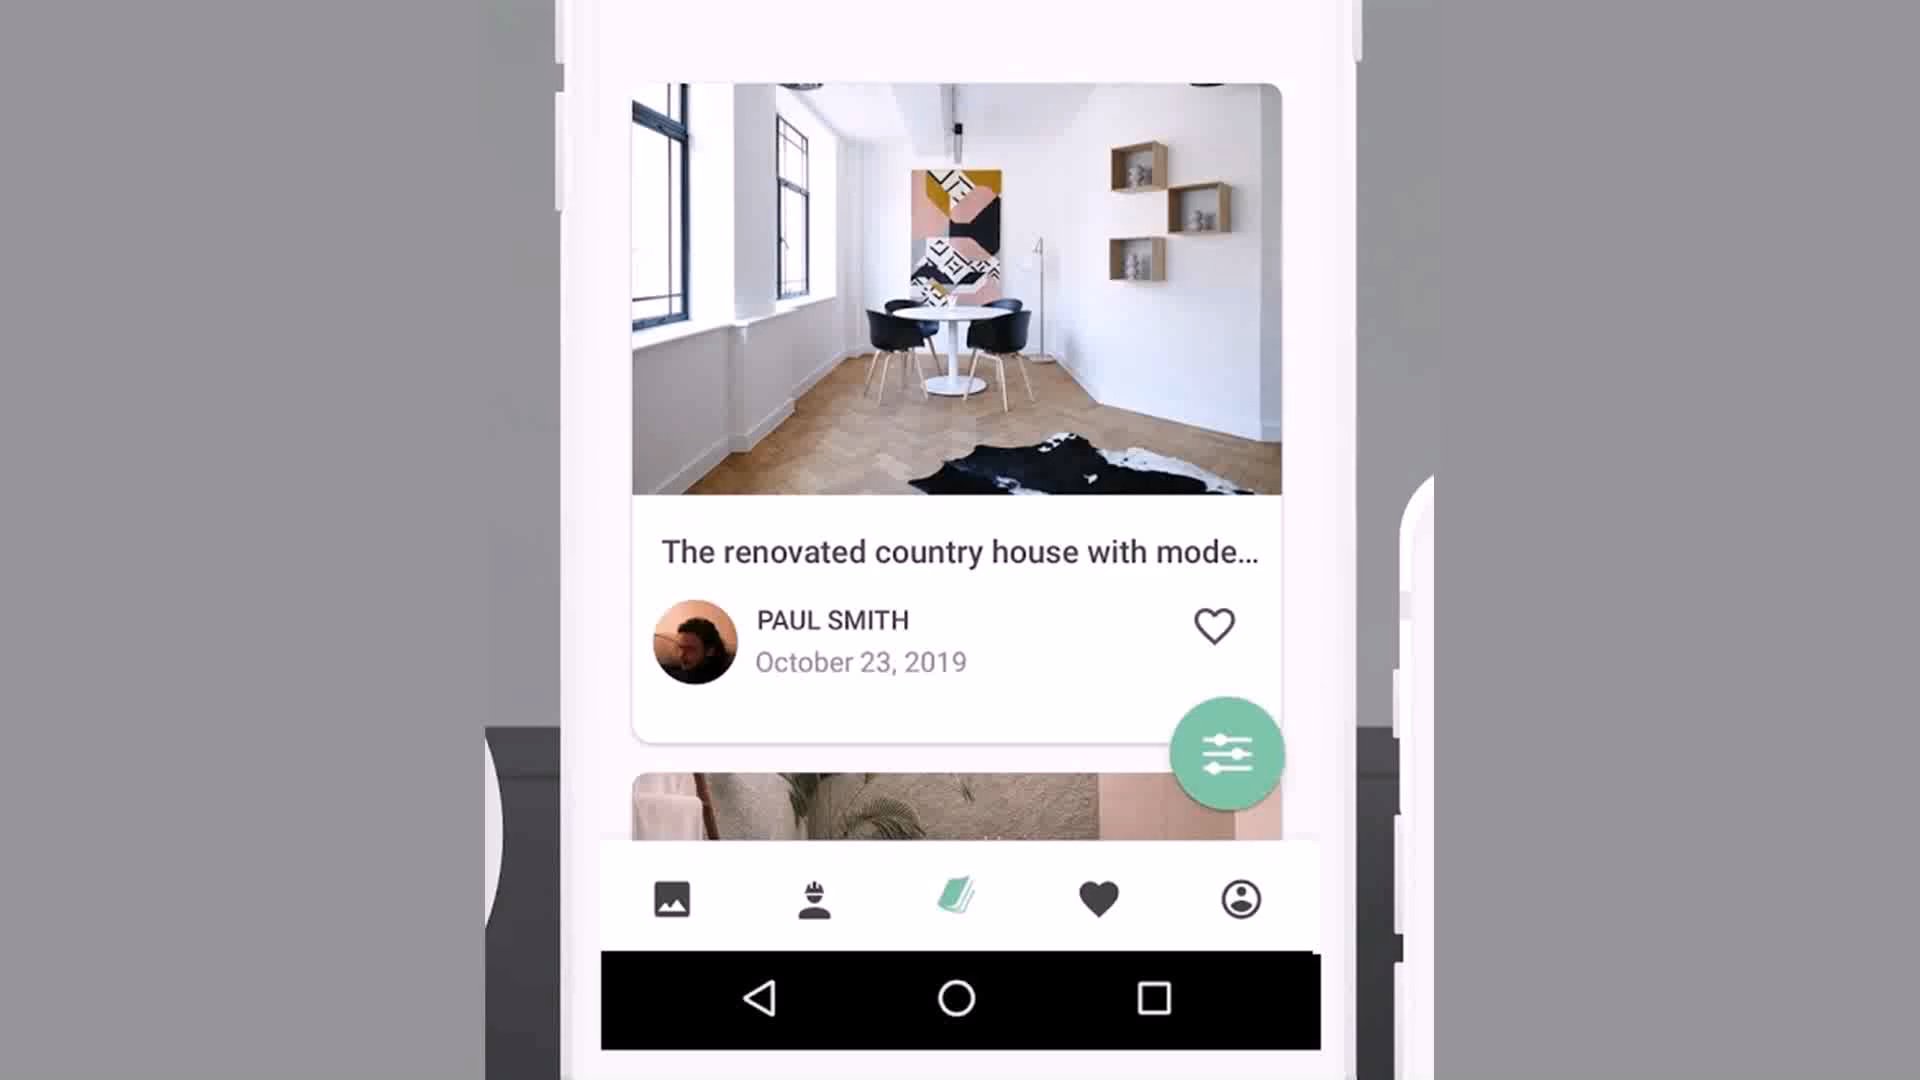 The renovated country house with mode...
PAUL SMITH
October 23, 2019